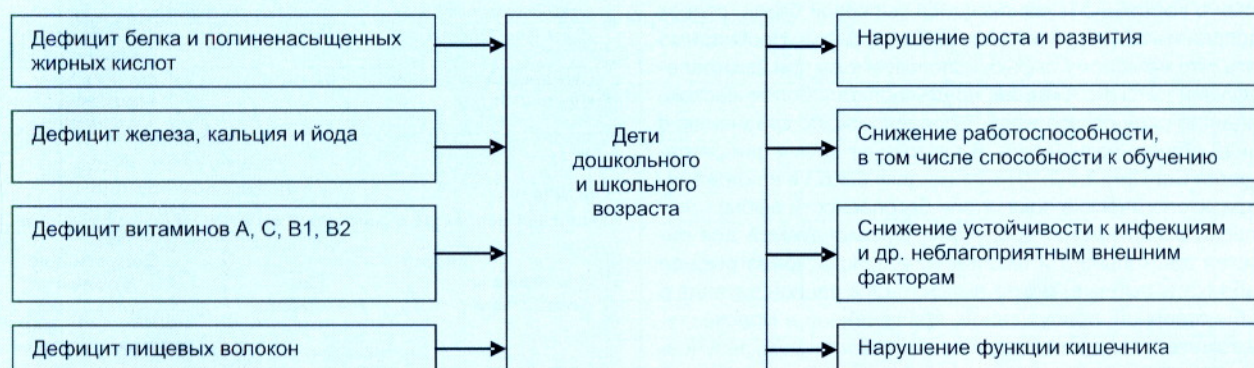 Дефицит белка и полиненасыщенных
жирных кислот
Дефицит железа, кальция и йода
Дефицит витаминов А, С, В1, В2
Дефицит пищевых волокон
Дети
дошкольного
и школьного
возраста
Нарушение роста и развития
Снижение работоспособности,
в том числе способности к обучению
Снижение устойчивости к инфекциям
и др. неблагоприятным внешним
факторам
Нарушение функции кишечника